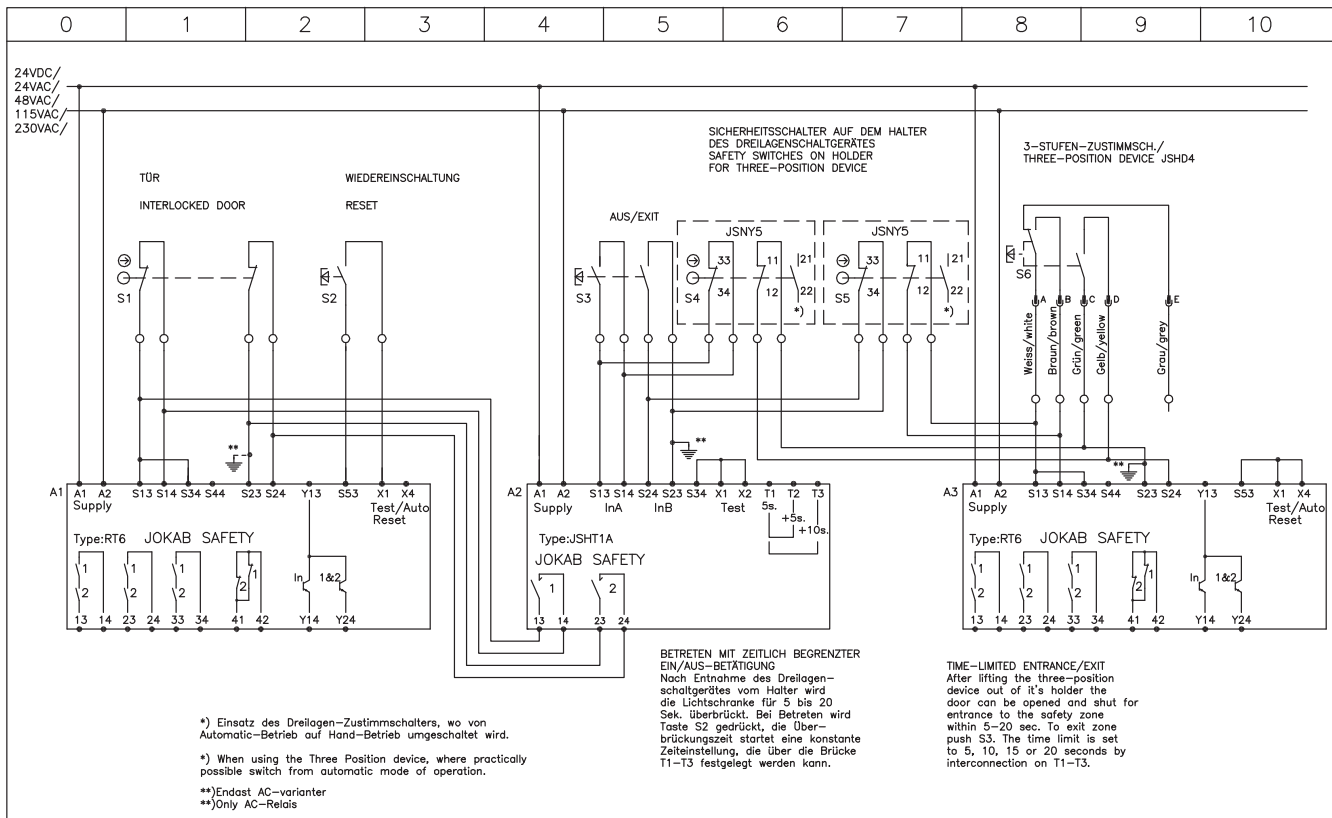 0 1 2 3 4 5 6 7 8 9 10
24VDC/
24VAC/
48VAC/
115VAC/
230VAC/
TÜR
INTERLOCKED DOOR
WIEDEREINSCHALTUNG
RESET
AUS/EXIT
SICHERHEITSSCHALTER AUF DEM HALTER
DES DREILAGENSCHALTGERÄTES
SAFETY SWITCHES ON HOLDER
FOR THREE-POSITION DEVICE
3-STUFEN-ZUSTIMMSCH./
THREE-POSITION DEVICE JSHD4
JSNY5 JSNY5
S1 S2 S3
S4 33 34 11 12 21 22 *)
S5 33 34 11 12 21 22 *)
S6
A B C D E
Weiss/white
Braun/brown
Grün/green
Gelb/yellow
Grau/grey
** ** **
A1 A1 A2 S13 S14 S34 S44 S23 S24 Y13 S53 X1 X4
Supply Test/Auto
Reset
Type:RT6 JOKAB SAFETY
1 1 1 1 In 1&2
2 2 2 2
13 14 23 24 33 34 41 42 Y14 Y24
A2 A1 A2 S13 S14 S24 S23 S34 X1 X2 T1 T2 T3
Supply InA InB Test 5s.
+5s.
+10s.
Type:JSHT1A
JOKAB SAFETY
1 2
13 14 23 24
A3 A1 A2 S13 S14 S34 S44 S23 S24 Y13 S53 X1 X4
Supply Test/Auto
Reset
Type:RT6 JOKAB SAFETY
1 1 1 1 In 1&2
2 2 2 2
13 14 23 24 33 34 41 42 Y14 Y24
BETRETEN MIT ZEITLICH BEGRENZTER
EIN/AUS-BETÄTIGUNG
Nach Entnahme des Dreilagen-
schaltgerätes vom Halter wird
die Lichtschranke für 5 bis 20
Sek. überbrückt. Bei Betreten wird
Taste S2 gedrückt, die Über-
brückungszeit startet eine konstante
Zeiteinstellung, die über die Brücke
T1-T3 festgelegt werden kann.
TIME-LIMITED ENTRANCE/EXIT
After lifting the three-position
device out of it's holder the
door can be opened and shut for
entrance to the safety zone
within 5-20 sec. To exit zone
push S3. The time limit is set
to 5, 10, 15 or 20 seconds by
interconnection on T1-T3.
*) Einsatz des Dreilagen-Zustimmschalters, wo von
Automatic-Betrieb auf Hand-Betrieb umgeschaltet wird.
*) When using the Three Position device, where practically
possible switch from automatic mode of operation.
**)Endast AC-varianter
**)Only AC-Relais